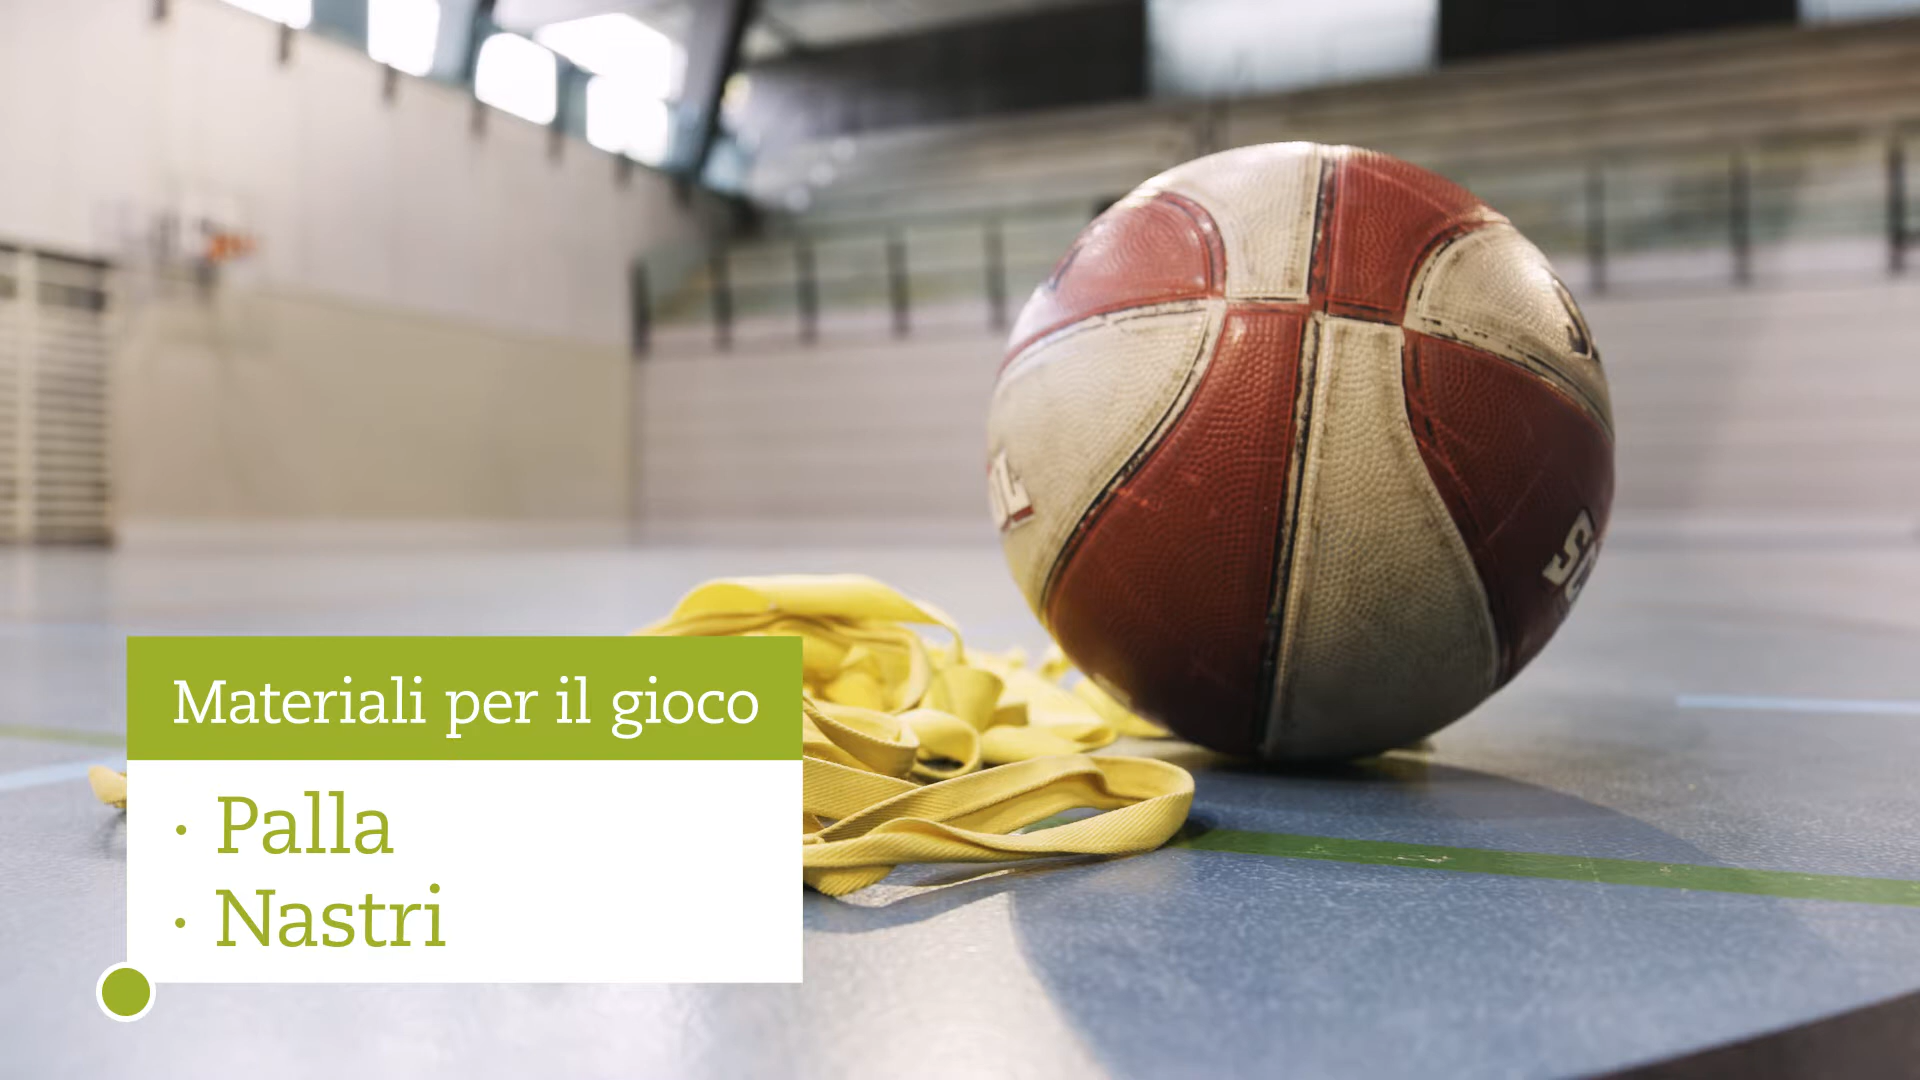 Materiali per il gioco
· Palla
· Nastri